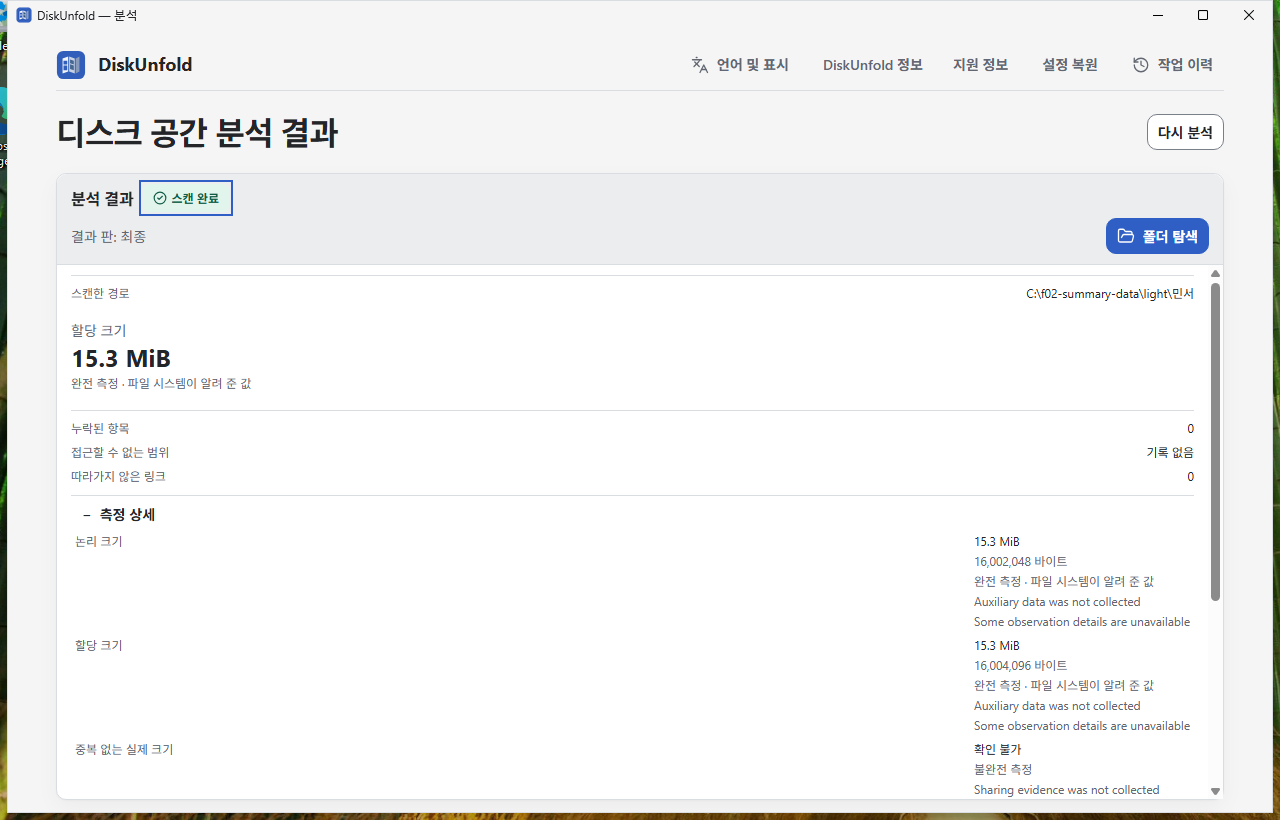 DiskUnfold — 분석
DiskUnfold
언어 및 표시
DiskUnfold 정보
지원 정보
설정 복원
작업 이력
디스크 공간 분석 결과
다시 분석
분석 결과
스캔 완료
결과 판: 최종
폴더 탐색
스캔한 경로
C:\f02-summary-data\light\민서
할당 크기
15.3 MiB
완전 측정 · 파일 시스템이 알려 준 값
누락된 항목
0
접근할 수 없는 범위
기록 없음
따라가지 않은 링크
0
– 측정 상세
논리 크기
15.3 MiB
16,002,048 바이트
완전 측정 · 파일 시스템이 알려 준 값
Auxiliary data was not collected
Some observation details are unavailable
할당 크기
15.3 MiB
16,004,096 바이트
완전 측정 · 파일 시스템이 알려 준 값
Auxiliary data was not collected
Some observation details are unavailable
중복 없는 실제 크기
확인 불가
불완전 측정
Sharing evidence was not collected